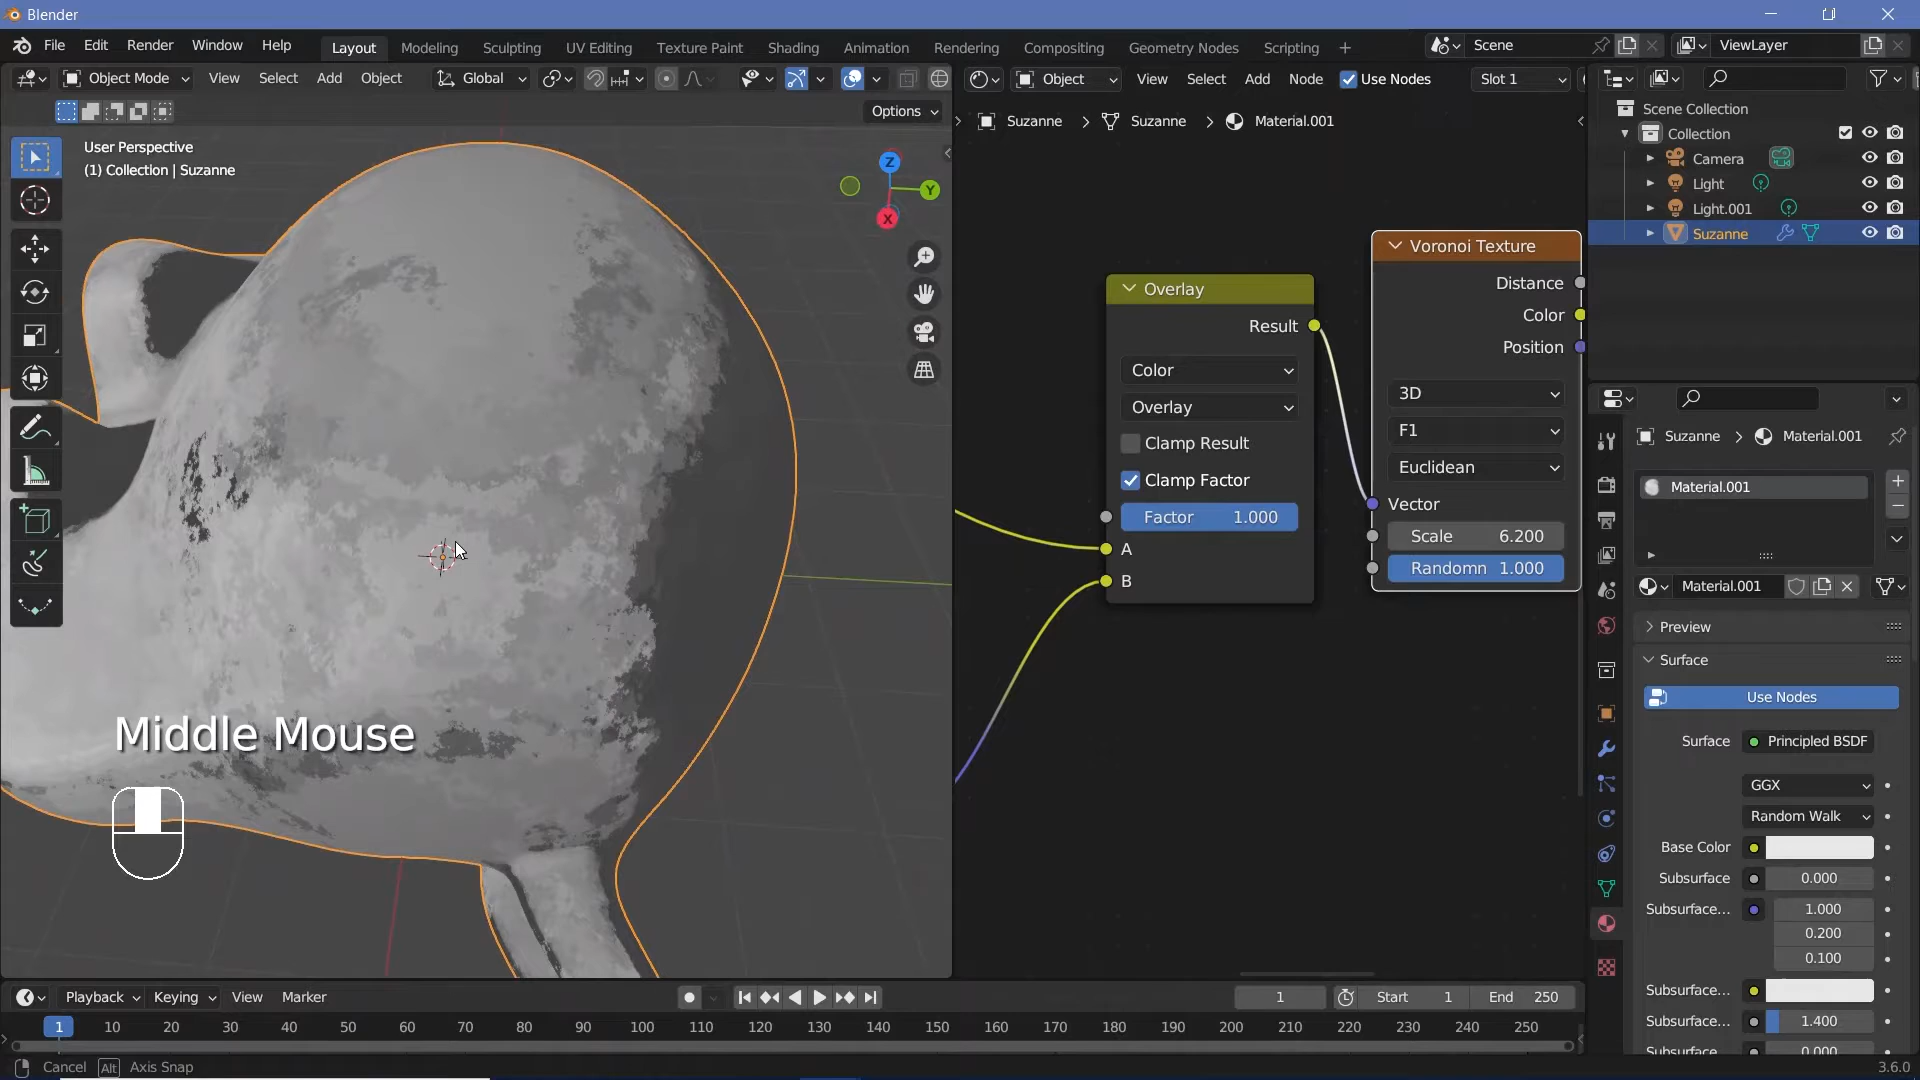 Blender
File Edit Render Window Help
Layout Modeling Sculpting UV Editing Texture Paint Shading Animation Rendering Compositing Geometry Nodes Scripting +
Scene
ViewLayer
Object Mode View Select Add Object Global
Object View Select Add Node Use Nodes Slot 1
Options
User Perspective
(1) Collection | Suzanne
Z
Y
X
Suzanne > Suzanne > Material.001
Overlay
Result
Color
Overlay
Clamp Result
Clamp Factor
Factor 1.000
A
B
Voronoi Texture
Distance
Color
Position
3D
F1
Euclidean
Vector
Scale 6.200
Randomn 1.000
Scene Collection
Collection
Camera
Light
Light.001
Suzanne
Suzanne > Material.001
Material.001
Material.001
Preview
Surface
Use Nodes
Surface Principled BSDF
GGX
Random Walk
Base Color
Subsurface 0.000
Subsurface... 1.000
0.200
0.100
Subsurface...
Subsurface... 1.400
Subsurface... 0.000
Middle Mouse
Playback Keying View Marker
1 Start 1 End 250
1 10 20 30 40 50 60 70 80 90 100 110 120 130 140 150 160 170 180 190 200 210 220 230 240 250
Cancel Alt Axis Snap
3.6.0